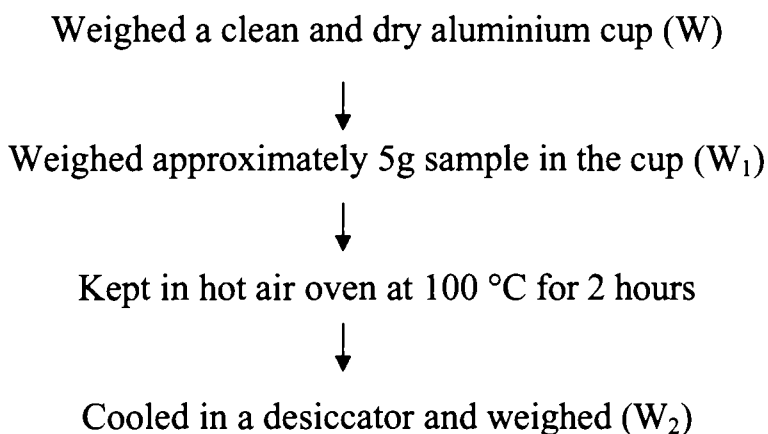 Weighed a clean and dry aluminium cup (W)
Weighed approximately 5g sample in the cup (W₁)
Kept in hot air oven at 100 °C for 2 hours
Cooled in a desiccator and weighed (W₂)